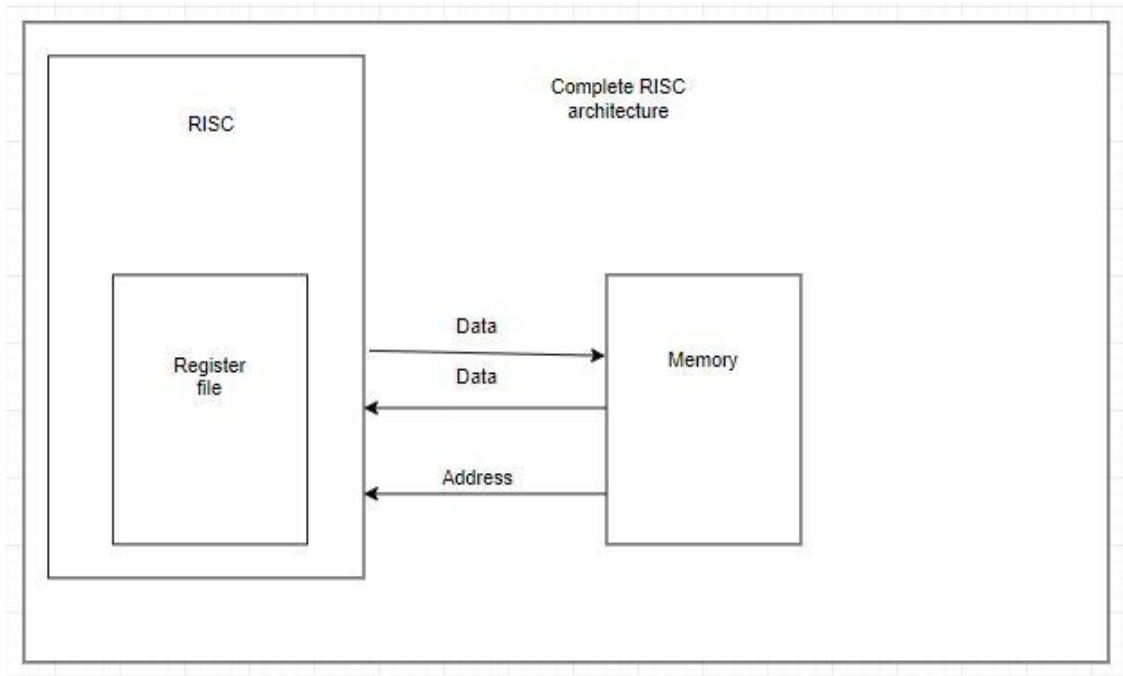 Complete RISC
architecture
RISC
Register
file
Data
Data
Address
Memory